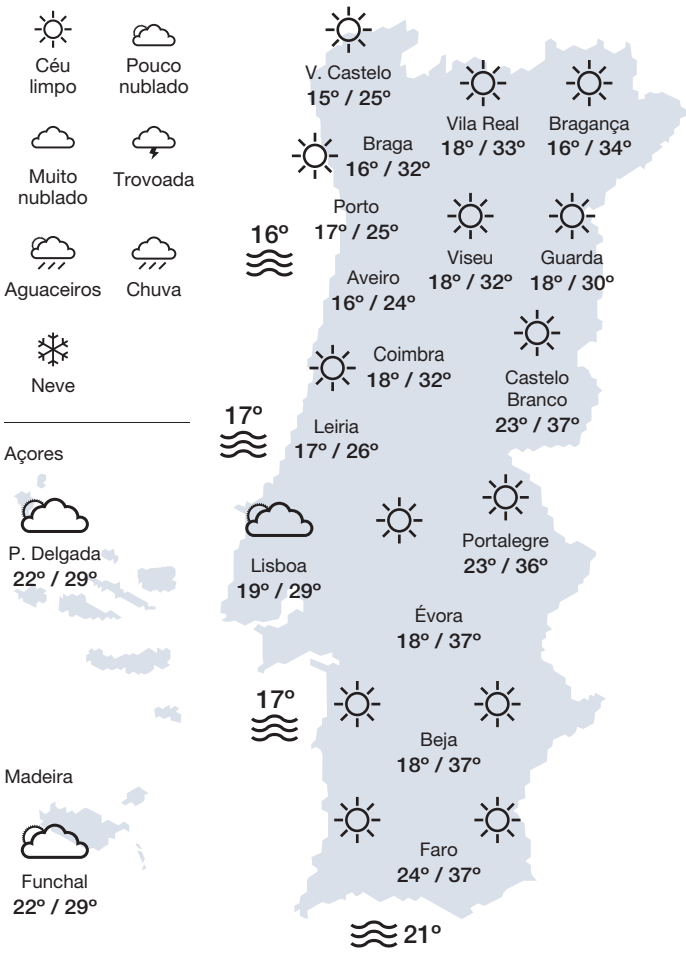 Céu
limpo
Pouco
nublado
Muito
nublado
Trovoada
Aguaceiros
Chuva
Neve
Açores
P. Delgada
22º / 29º
Madeira
Funchal
22º / 29º
V. Castelo
15º / 25º
Vila Real
18º / 33º
Bragança
16º / 34º
Braga
16º / 32º
Porto
17º / 25º
16º
Viseu
18º / 32º
Guarda
18º / 30º
Aveiro
16º / 24º
Coimbra
18º / 32º
Castelo
Branco
23º / 37º
17º
Leiria
17º / 26º
Lisboa
19º / 29º
Portalegre
23º / 36º
Évora
18º / 37º
17º
Beja
18º / 37º
Faro
24º / 37º
21º